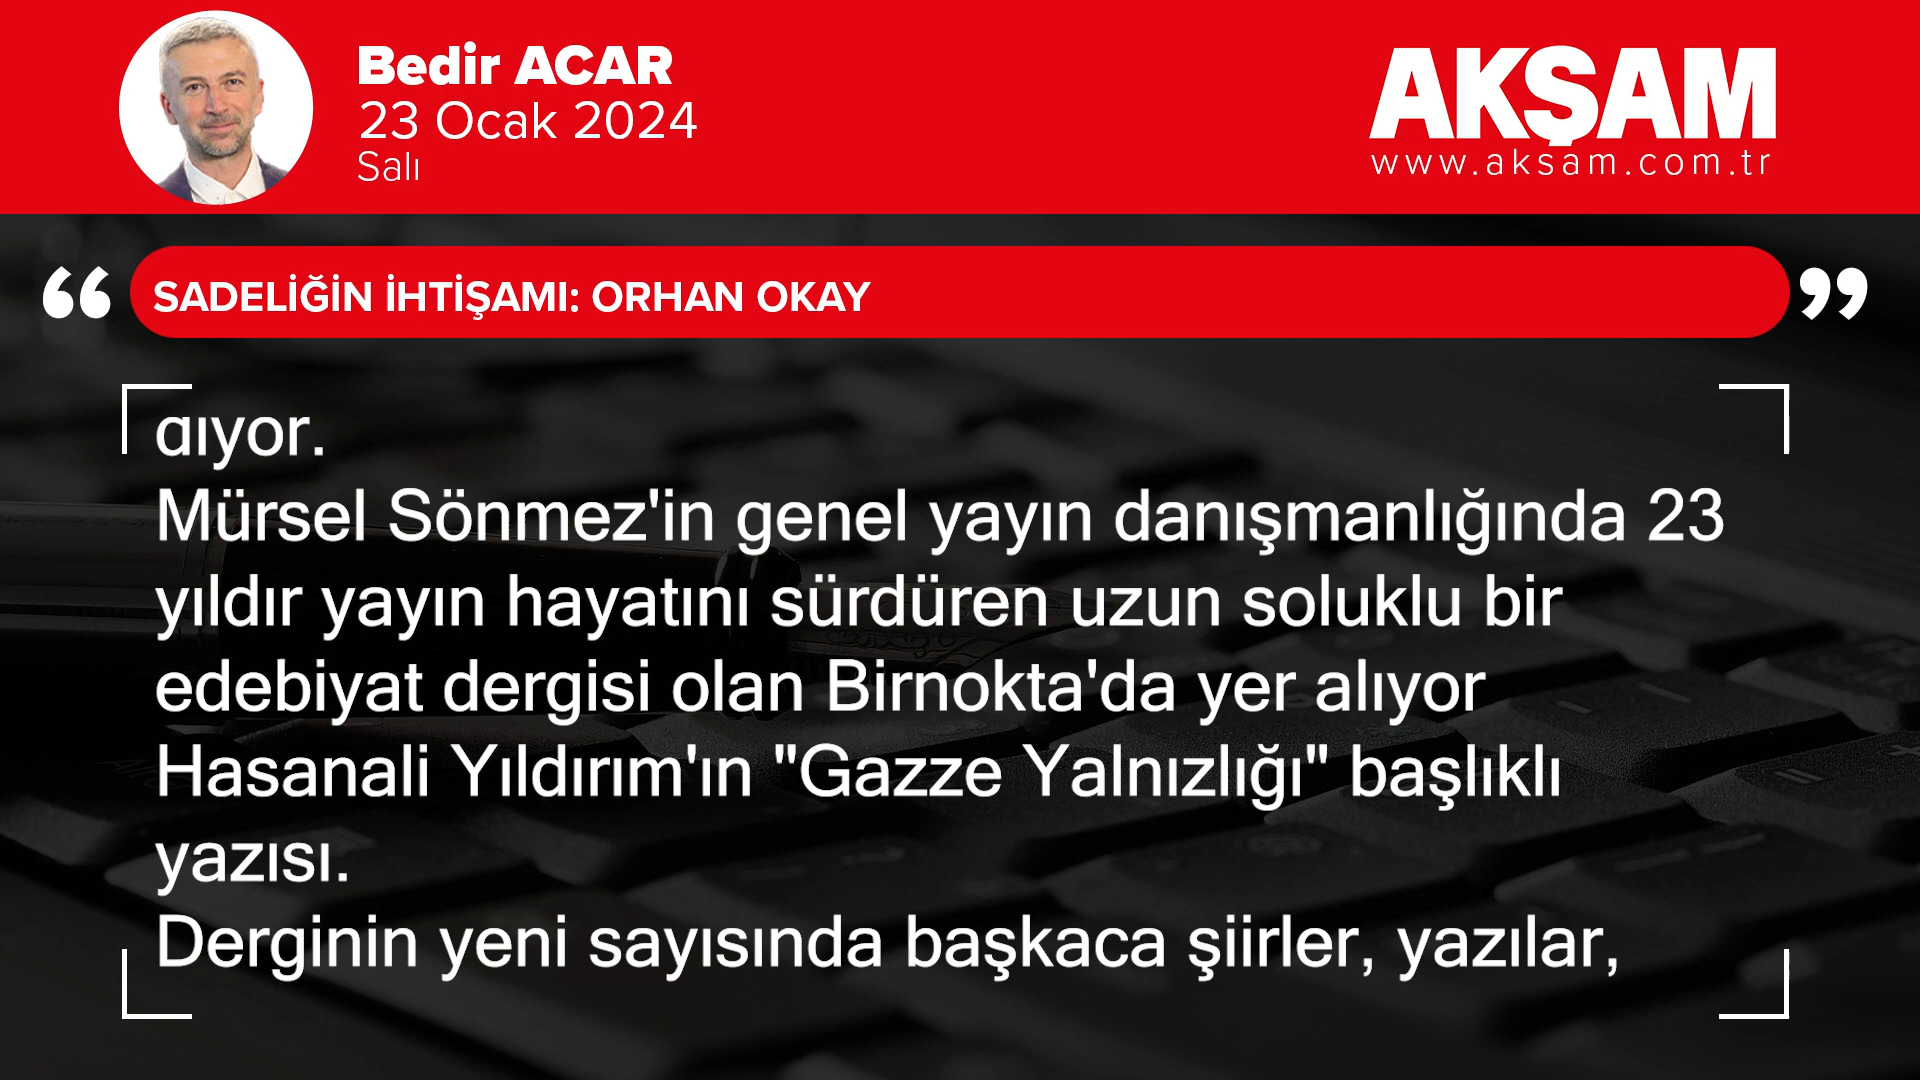 Bedir ACAR
23 Ocak 2024
Salı
AKŞAM
www.aksam.com.tr
“ SADELİĞİN İHTİŞAMI: ORHAN OKAY ”
Mürsel Sönmez'in genel yayın danışmanlığında 23
yıldır yayın hayatını sürdüren uzun soluklu bir
edebiyat dergisi olan Birnokta'da yer alıyor
Hasanali Yıldırım'ın "Gazze Yalnızlığı" başlıklı
yazısı.
Derginin yeni sayısında başkaca şiirler, yazılar,